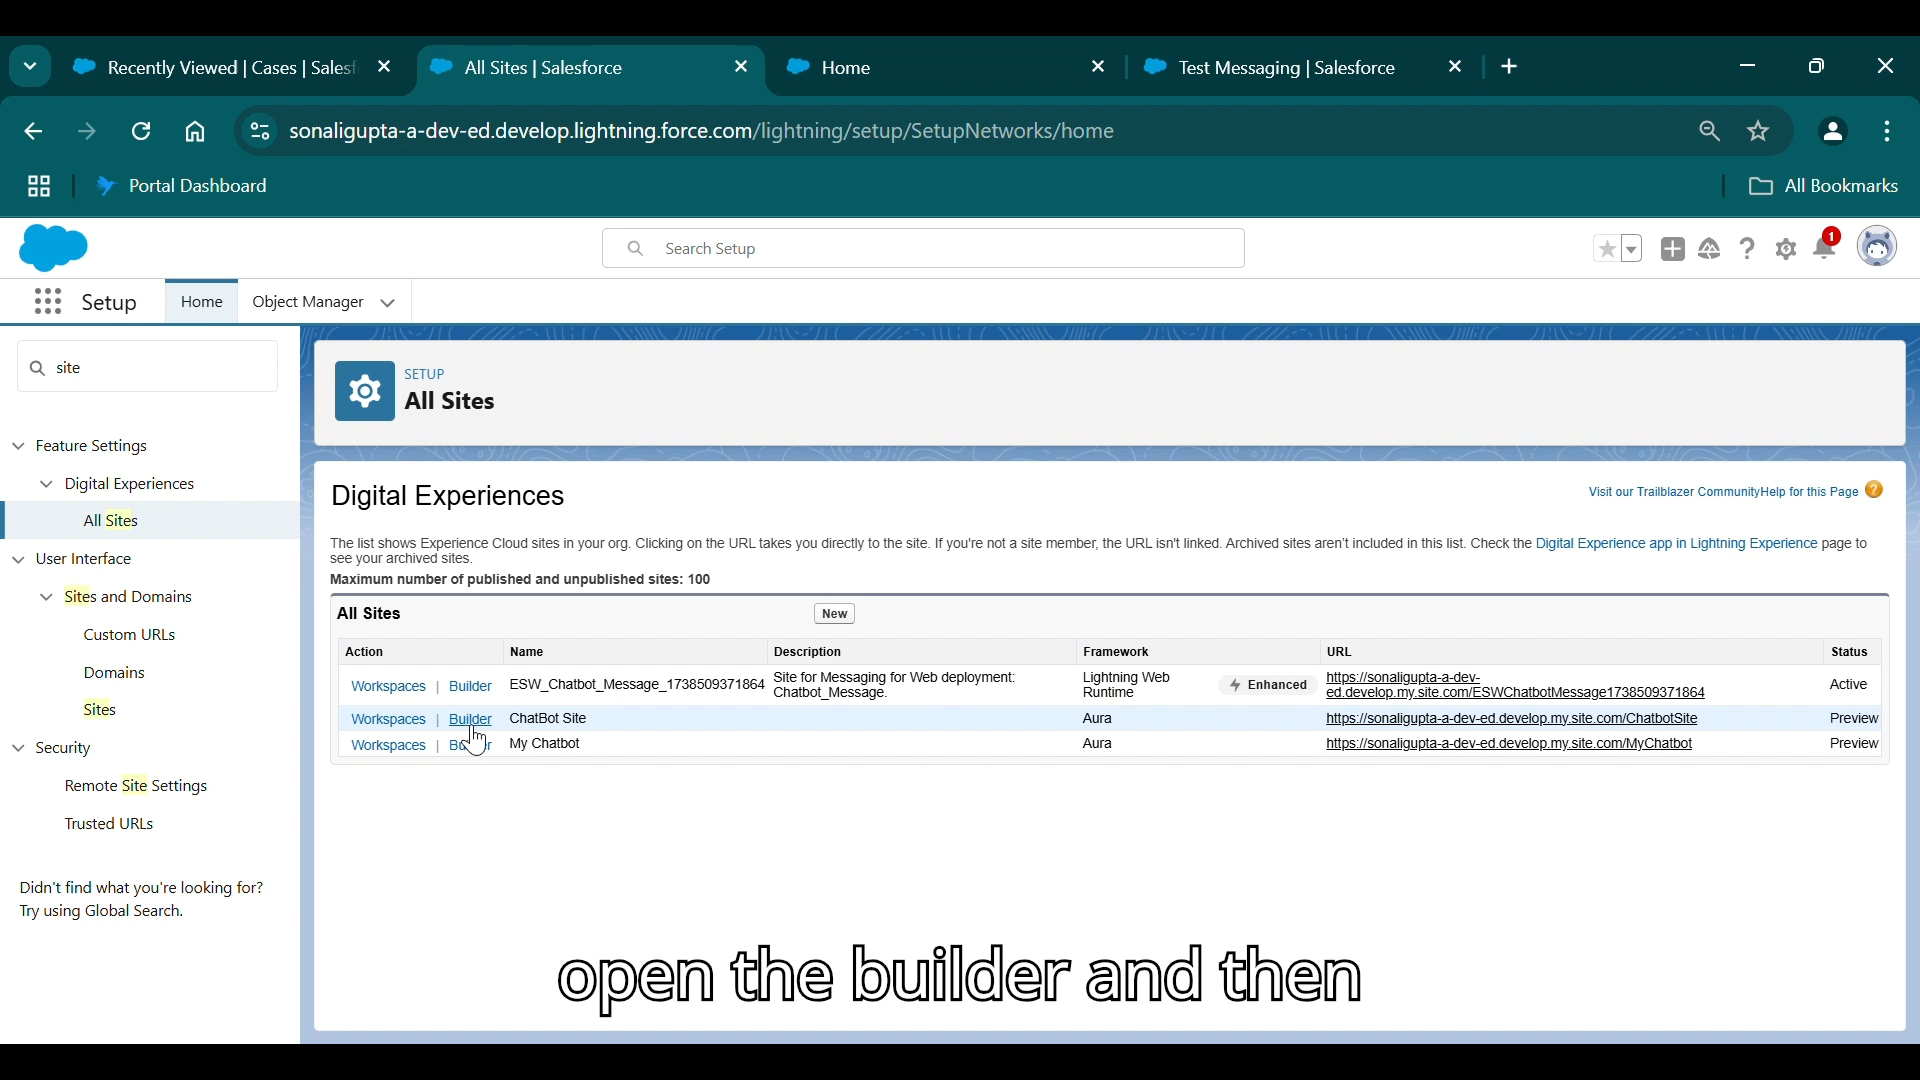 Recently Viewed | Cases | Salesf
All Sites | Salesforce
Home
Test Messaging | Salesforce
sonaligupta-a-dev-ed.develop.lightning.force.com/lightning/setup/SetupNetworks/home
Portal Dashboard
All Bookmarks
Search Setup
1
Setup
Home
Object Manager
site
SETUP
All Sites
Feature Settings
Digital Experiences
All Sites
User Interface
Sites and Domains
Custom URLs
Domains
Sites
Security
Remote Site Settings
Trusted URLs
Didn't find what you're looking for?
Try using Global Search.
Digital Experiences
Visit our Trailblazer Community Help for this Page ?
The list shows Experience Cloud sites in your org. Clicking on the URL takes you directly to the site. If you're not a site member, the URL isn't linked. Archived sites aren't included in this list. Check the Digital Experience app in Lightning Experience page to
see your archived sites.
Maximum number of published and unpublished sites: 100
All Sites New
Action Name Description Framework URL Status
Workspaces | Builder ESW_Chatbot_Message_1738509371864 Site for Messaging for Web deployment: Chatbot_Message. Lightning Web Runtime Enhanced https://sonaligupta-a-dev-ed.develop.my.site.com/ESWChatbotMessage1738509371864 Active
Workspaces | Builder ChatBot Site Aura https://sonaligupta-a-dev-ed.develop.my.site.com/ChatbotSite Preview
Workspaces | Builder My Chatbot Aura https://sonaligupta-a-dev-ed.develop.my.site.com/MyChatbot Preview
open the builder and then